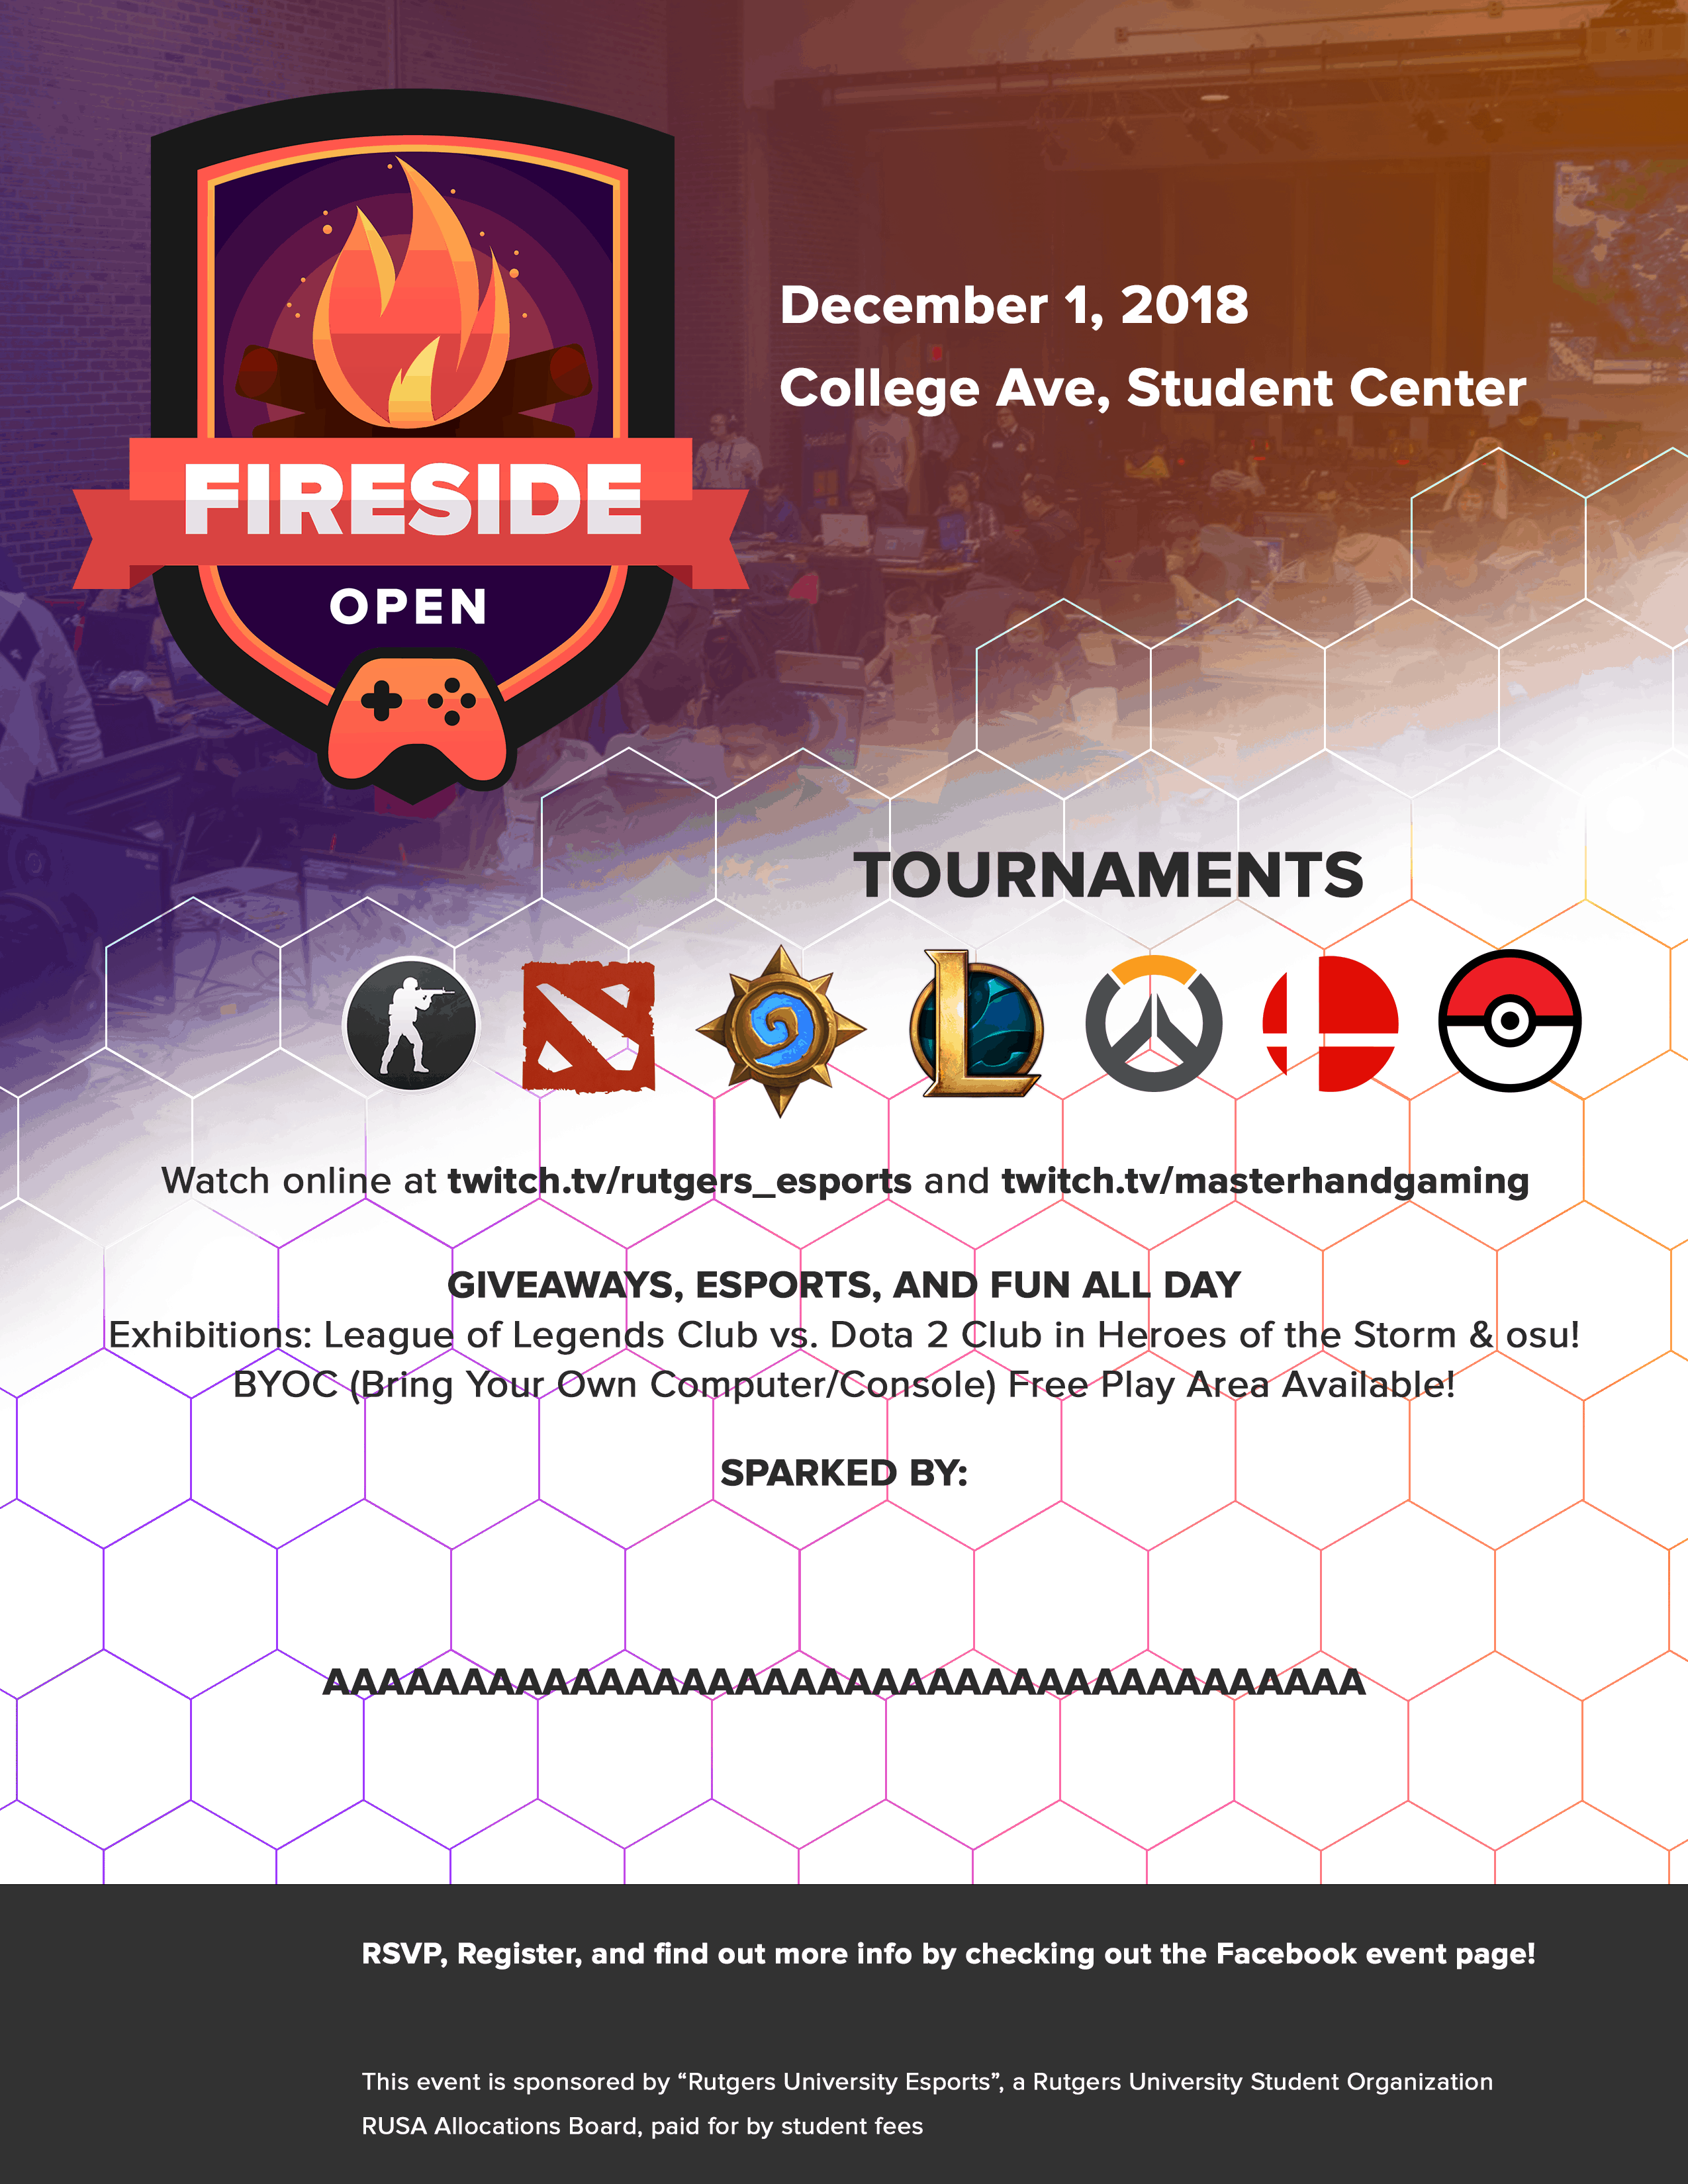 December 1, 2018
College Ave, Student Center
FIRESIDE
OPEN
TOURNAMENTS
Watch online at twitch.tv/rutgers_esports and twitch.tv/masterhandgaming
GIVEAWAYS, ESPORTS, AND FUN ALL DAY
Exhibitions: League of Legends Club vs. Dota 2 Club in Heroes of the Storm & osu!
BYOC (Bring Your Own Computer/Console) Free Play Area Available!
SPARKED BY:
AAAAAAAAAAAAAAAAAAAAAAAAAAAAAAAAAAAAAA
RSVP, Register, and find out more info by checking out the Facebook event page!
This event is sponsored by “Rutgers University Esports”, a Rutgers University Student Organization
RUSA Allocations Board, paid for by student fees